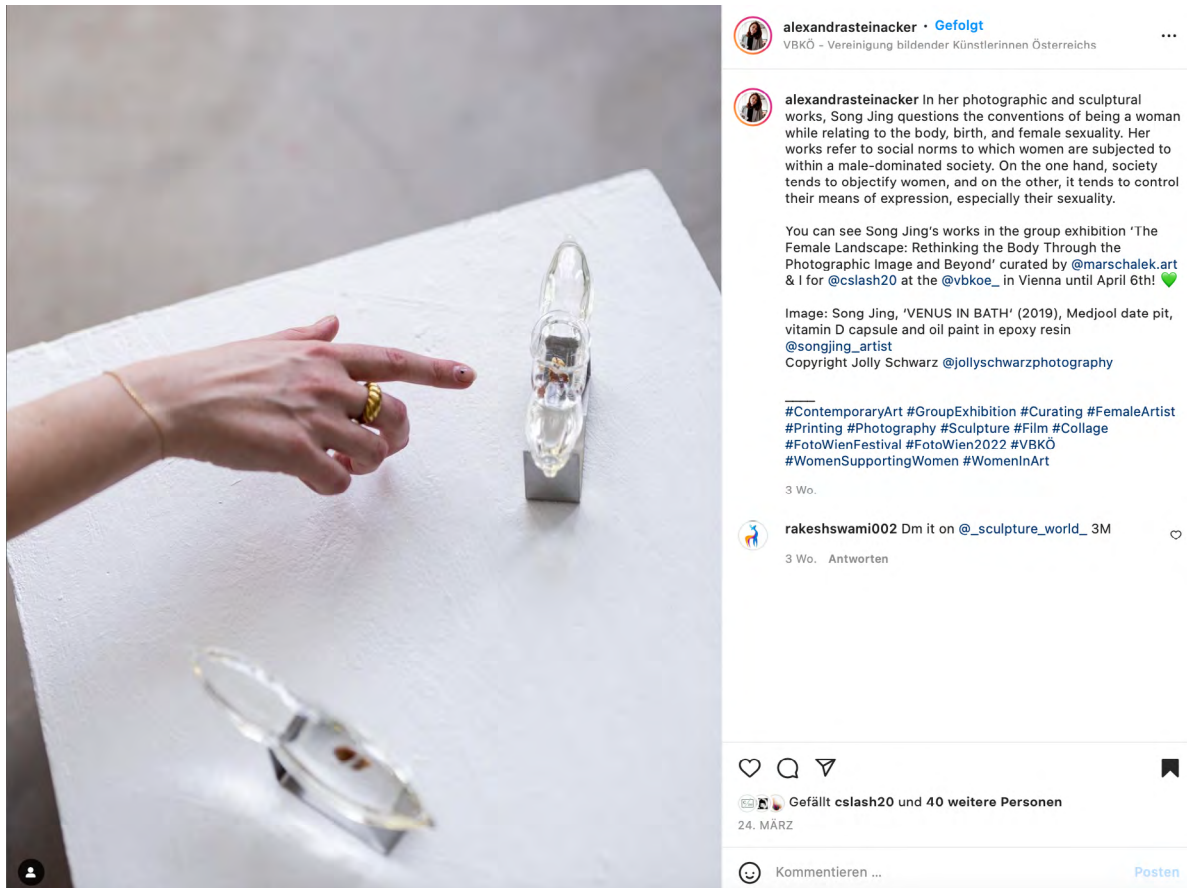 alexandrasteinacker • Gefolgt
VBKÖ - Vereinigung bildender Künstlerinnen Österreichs
alexandrasteinacker In her photographic and sculptural
works, Song Jing questions the conventions of being a woman
while relating to the body, birth, and female sexuality. Her
works refer to social norms to which women are subjected to
within a male-dominated society. On the one hand, society
tends to objectify women, and on the other, it tends to control
their means of expression, especially their sexuality.
You can see Song Jing's works in the group exhibition 'The
Female Landscape: Rethinking the Body Through the
Photographic Image and Beyond' curated by @marschalek.art
& I for @cslash20 at the @vbkoe_ in Vienna until April 6th! 💚
Image: Song Jing, 'VENUS IN BATH' (2019), Medjool date pit,
vitamin D capsule and oil paint in epoxy resin
@songjing_artist
Copyright Jolly Schwarz @jollyschwarzphotography
____
#ContemporaryArt #GroupExhibition #Curating #FemaleArtist
#Printing #Photography #Sculpture #Film #Collage
#FotoWienFestival #FotoWien2022 #VBKÖ
#WomenSupportingWomen #WomenInArt
3 Wo.
rakeshswami002 Dm it on @_sculpture_world_ 3M
3 Wo. Antworten
Gefällt cslash20 und 40 weitere Personen
24. MÄRZ
Kommentieren ... Posten